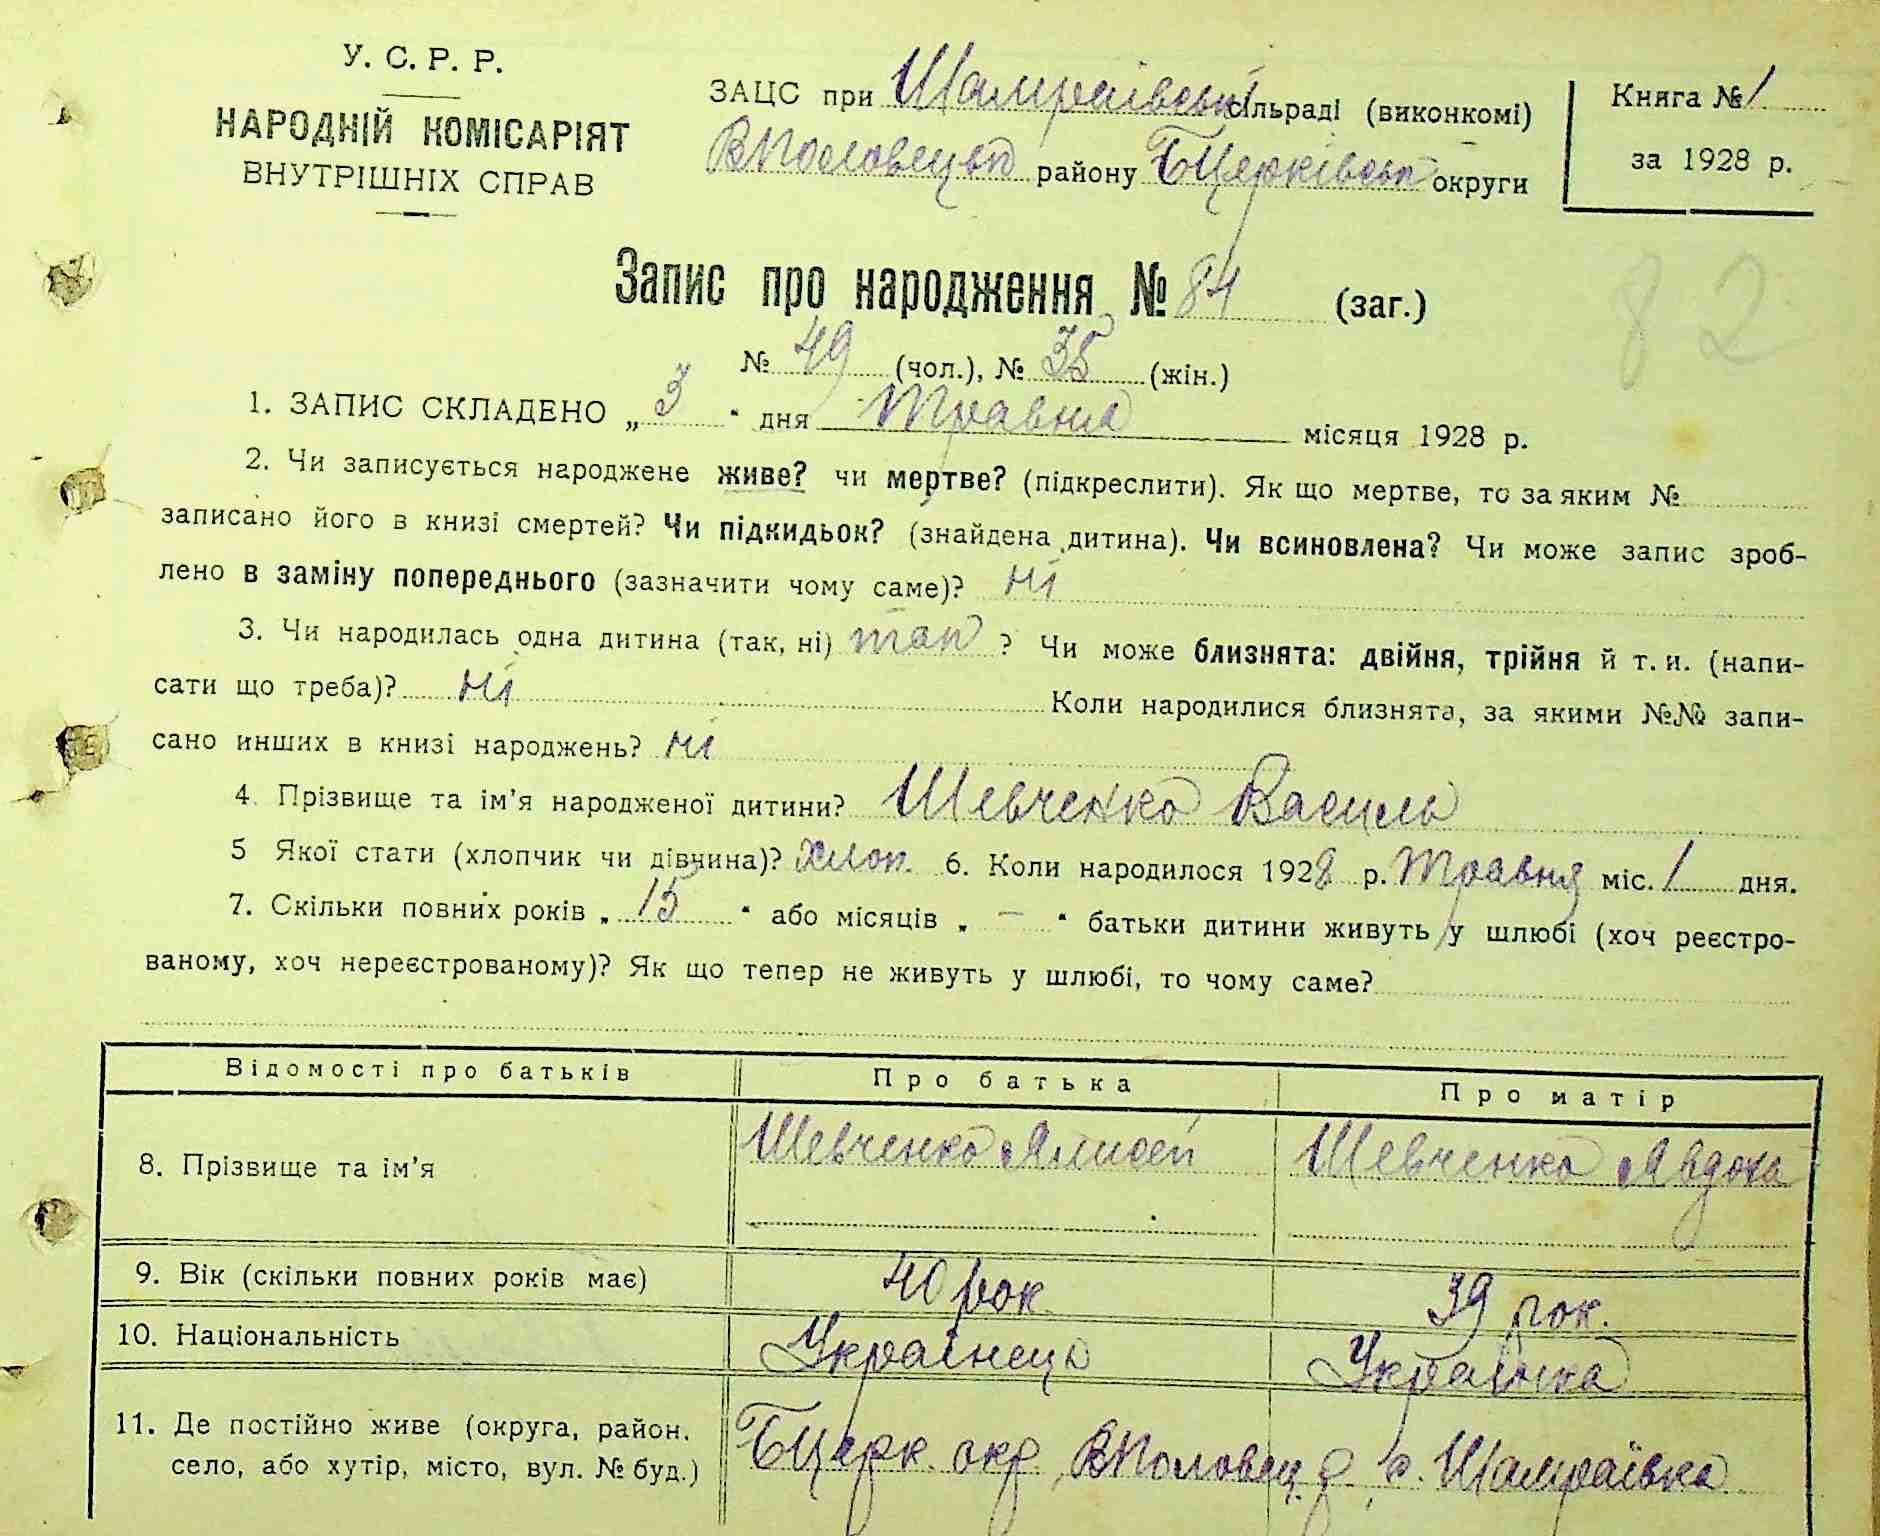 У. С. Р. Р.
НАРОДНІЙ КОМІСАРІЯТ
ВНУТРІШНІХ СПРАВ
ЗАЦС при Шамраївській сільраді (виконкомі)
ВПоловецьк району БЦерківськ округи
Книга № 1
за 1928 р.
82
Запис про народження № 84 (заг.)
№ 49 (чол.), № 35 (жін.)
1. ЗАПИС СКЛАДЕНО „ 3 “ дня Травня місяця 1928 р.
2. Чи записується народжене живе? чи мертве? (підкреслити). Як що мертве, то за яким №
записано його в книзі смертей? Чи підкидьок? (знайдена дитина). Чи всиновлена? Чи може запис зроб-
лено в заміну попереднього (зазначити чому саме)? ні
3. Чи народилась одна дитина (так, ні) так ? Чи може близнята: двійня, трійня й т. и. (напи-
сати що треба)? ні Коли народилися близнята, за якими №№ запи-
сано инших в книзі народжень? ні
4. Прізвище та ім’я народженої дитини? Шевченко Василь
5 Якої стати (хлопчик чи дівчина)? хлоп. 6. Коли народилося 1928 р. Травня міс. 1 дня.
7. Скільки повних років „ 15 “ або місяців „ — “ батьки дитини живуть у шлюбі (хоч реєстро-
ваному, хоч нереєстрованому)? Як що тепер не живуть у шлюбі, то чому саме?
Відомості про батьків Про батька Про матір
8. Прізвище та ім’я Шевченко Шевченко Явдоха
9. Вік (скільки повних років має) 40 рок 39 рок.
10. Національність Українець Українка
11. Де постійно живе (округа, район,
село, або хутір, місто, вул. № буд.) БЦерк. окр. ВПоловец. р. с. Шамраївка